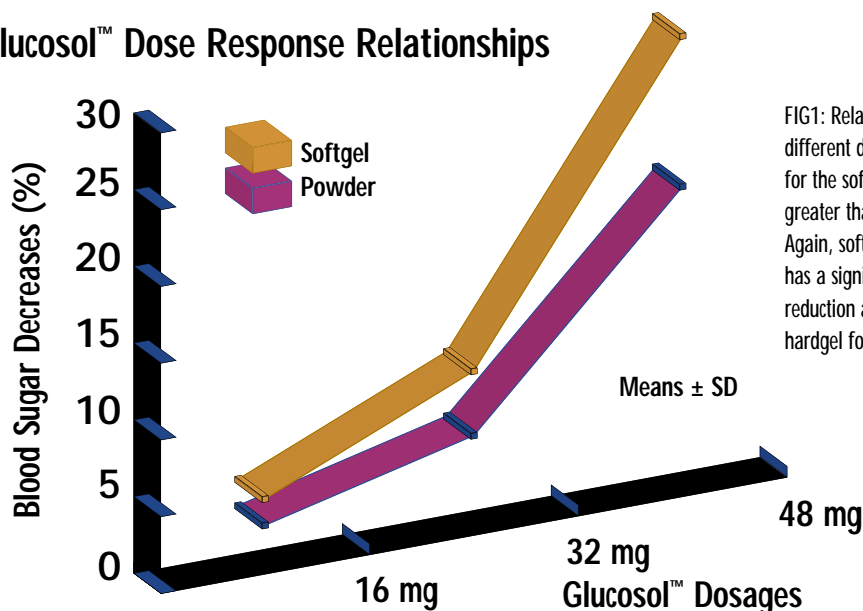 lucosol™ Dose Response Relationships
30
25
20
15
10
5
0
Blood Sugar Decreases (%)
Softgel
Powder
Means ± SD
16 mg
32 mg
48 mg
Glucosol™ Dosages
FIG1: Rela
different d
for the sof
greater tha
Again, soft
has a signi
reduction a
hardgel fo